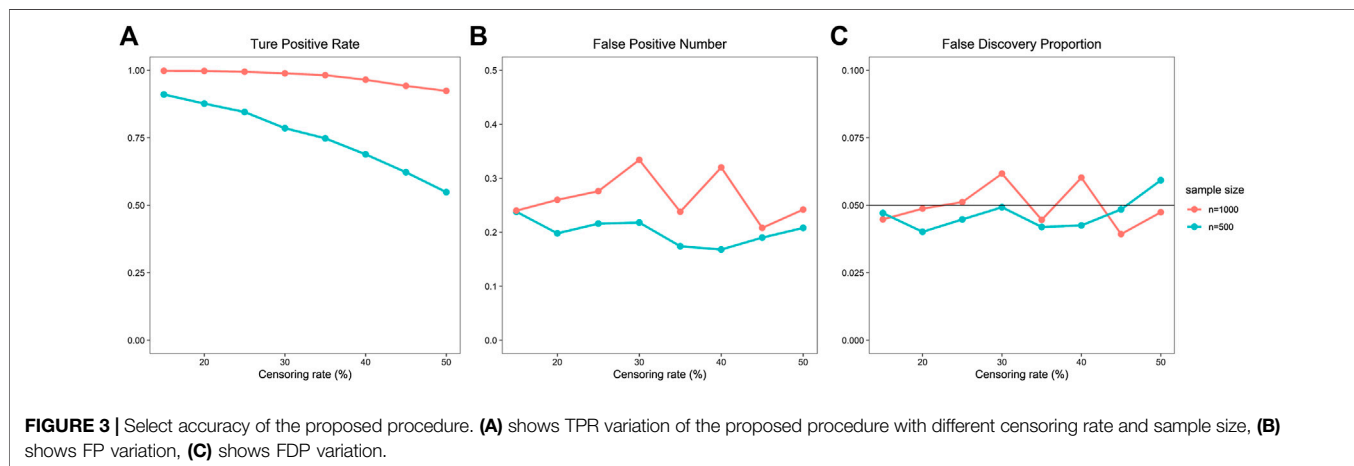 A
Ture Positive Rate
1.00
0.75
0.50
0.25
0.00
20
30
40
50
Censoring rate (%)
B
False Positive Number
0.5
0.4
0.3
0.2
0.1
0.0
20
30
40
50
Censoring rate (%)
C
False Discovery Proportion
0.100
0.075
0.050
0.025
0.000
20
30
40
50
Censoring rate (%)
sample size
n=1000
n=500
FIGURE 3 | Select accuracy of the proposed procedure. (A) shows TPR variation of the proposed procedure with different censoring rate and sample size, (B)
shows FP variation, (C) shows FDP variation.